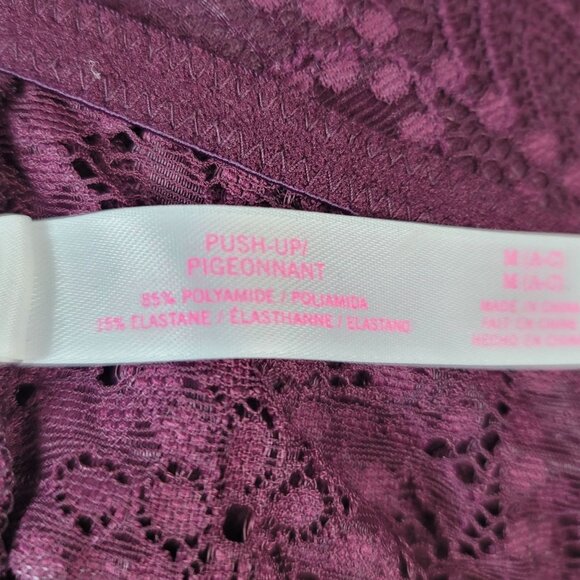 PUSH-UP/
PIGEONNANT
85% POLYAMIDE / POLIAMIDA
15% ELASTANE / ÉLASTHANNE / ELASTANO
M (A-C)
M (A-C)
MADE IN CHINA
FAIT EN CHINE
HECHO EN CHINA